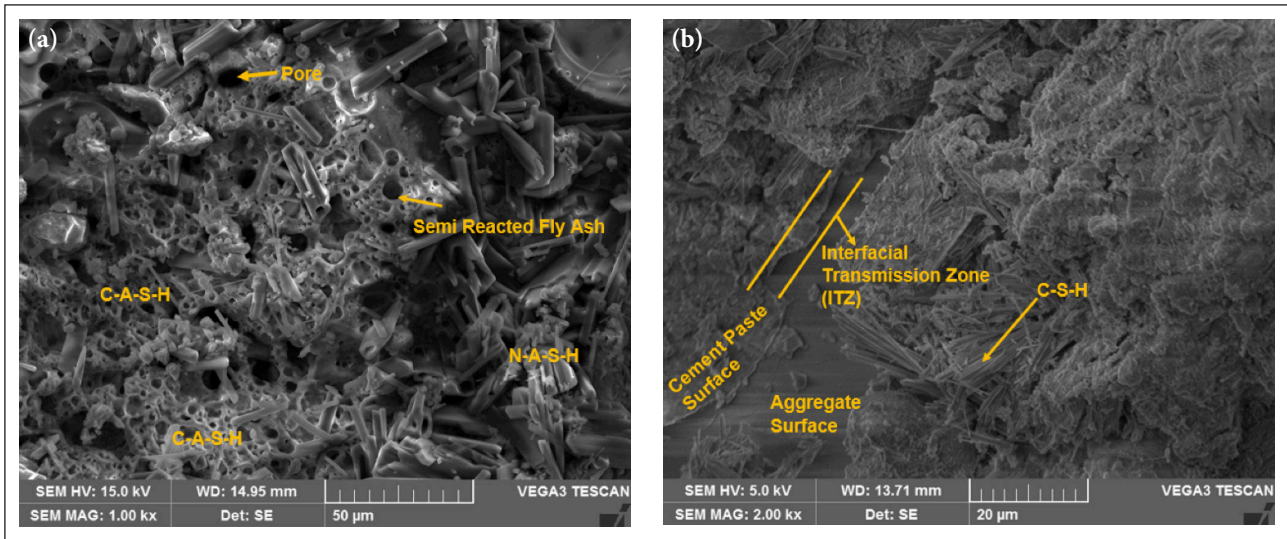 (a)
Pore
Semi Reacted Fly Ash
C-A-S-H
N-A-S-H
C-A-S-H
SEM HV: 15.0 kV
WD: 14.95 mm
VEGA3 TESCAN
SEM MAG: 1.00 kx
Det: SE
50 µm
(b)
Interfacial
Transmission Zone
(ITZ)
C-S-H
Cement Paste
Surface
Aggregate
Surface
SEM HV: 5.0 kV
WD: 13.71 mm
VEGA3 TESCAN
SEM MAG: 2.00 kx
Det: SE
20 µm